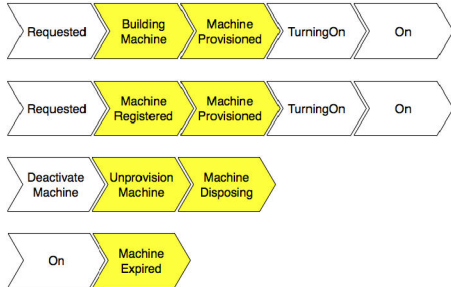 Requested
Building
Machine
Machine
Provisioned
TurningOn
On
Requested
Machine
Registered
Machine
Provisioned
TurningOn
On
Deactivate
Machine
Unprovision
Machine
Machine
Disposing
On
Machine
Expired